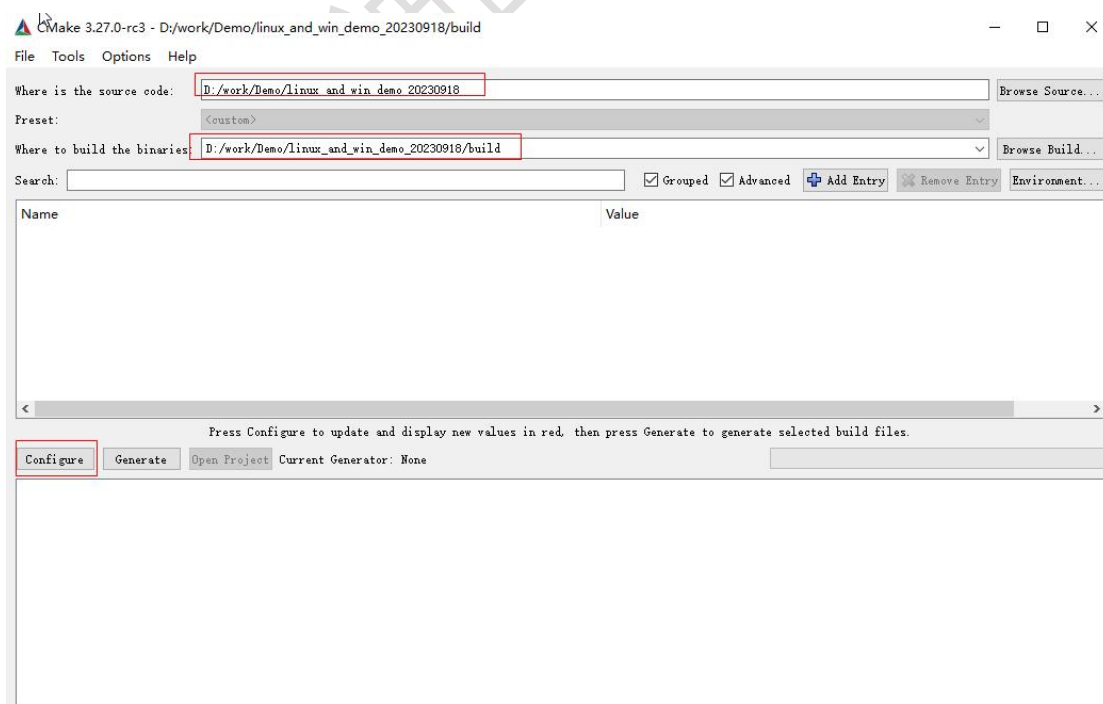 CMake 3.27.0-rc3 - D:/work/Demo/linux_and_win_demo_20230918/build
File Tools Options Help
Where is the source code: D:/work/Demo/linux_and_win_demo_20230918 Browse Source...
Preset: <custom>
Where to build the binaries: D:/work/Demo/linux_and_win_demo_20230918/build Browse Build...
Search: Grouped Advanced Add Entry Remove Entry Environment...
Name Value
Press Configure to update and display new values in red, then press Generate to generate selected build files.
Configure Generate Open Project Current Generator: None